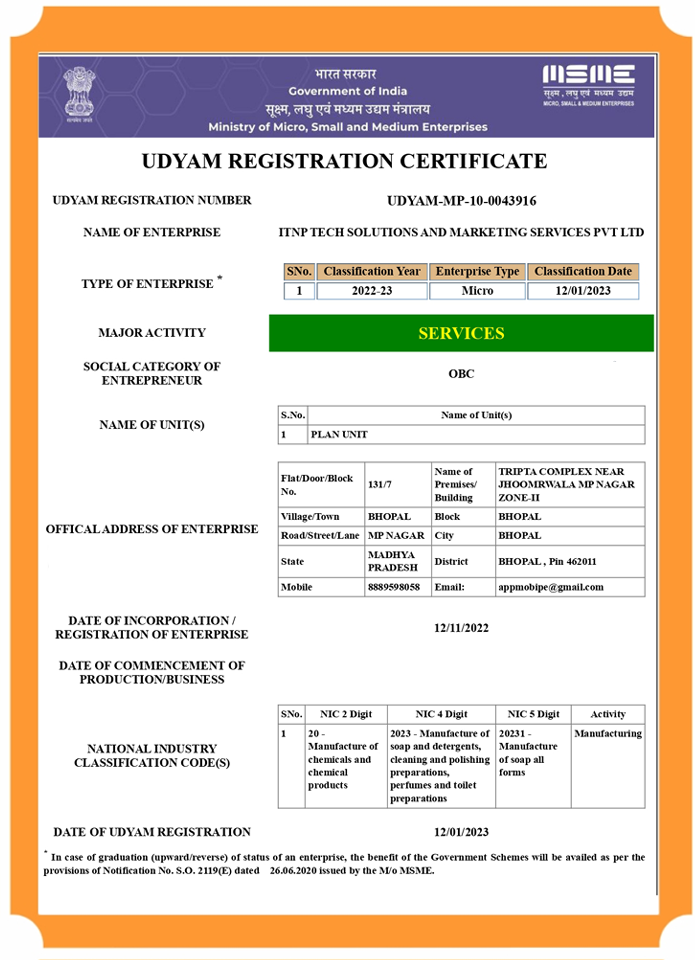 भारत सरकार
Government of India
सूक्ष्म, लघु एवं मध्यम उद्यम मंत्रालय
Ministry of Micro, Small and Medium Enterprises
सत्यमेव जयते
MSME
सूक्ष्म, लघु एवं मध्यम उद्यम
MICRO, SMALL & MEDIUM ENTERPRISES
UDYAM REGISTRATION CERTIFICATE
UDYAM REGISTRATION NUMBER UDYAM-MP-10-0043916
NAME OF ENTERPRISE ITNP TECH SOLUTIONS AND MARKETING SERVICES PVT LTD
TYPE OF ENTERPRISE *
SNo. Classification Year Enterprise Type Classification Date
1 2022-23 Micro 12/01/2023
MAJOR ACTIVITY SERVICES
SOCIAL CATEGORY OF
ENTREPRENEUR
OBC
NAME OF UNIT(S)
S.No. Name of Unit(s)
1 PLAN UNIT
OFFICAL ADDRESS OF ENTERPRISE
Flat/Door/Block
No.
131/7
Name of
Premises/
Building
TRIPTA COMPLEX NEAR
JHOOMRWALA MP NAGAR
ZONE-II
Village/Town BHOPAL Block BHOPAL
Road/Street/Lane MP NAGAR City BHOPAL
State
MADHYA
PRADESH
District BHOPAL , Pin 462011
Mobile 8889598058 Email: appmobipe@gmail.com
DATE OF INCORPORATION /
REGISTRATION OF ENTERPRISE
12/11/2022
DATE OF COMMENCEMENT OF
PRODUCTION/BUSINESS
NATIONAL INDUSTRY
CLASSIFICATION CODE(S)
SNo. NIC 2 Digit NIC 4 Digit NIC 5 Digit Activity
1
20 -
Manufacture of
chemicals and
chemical
products
2023 - Manufacture of
soap and detergents,
cleaning and polishing
preparations,
perfumes and toilet
preparations
20231 -
Manufacture
of soap all
forms
Manufacturing
DATE OF UDYAM REGISTRATION 12/01/2023
* In case of graduation (upward/reverse) of status of an enterprise, the benefit of the Government Schemes will be availed as per the
provisions of Notification No. S.O. 2119(E) dated 26.06.2020 issued by the M/o MSME.